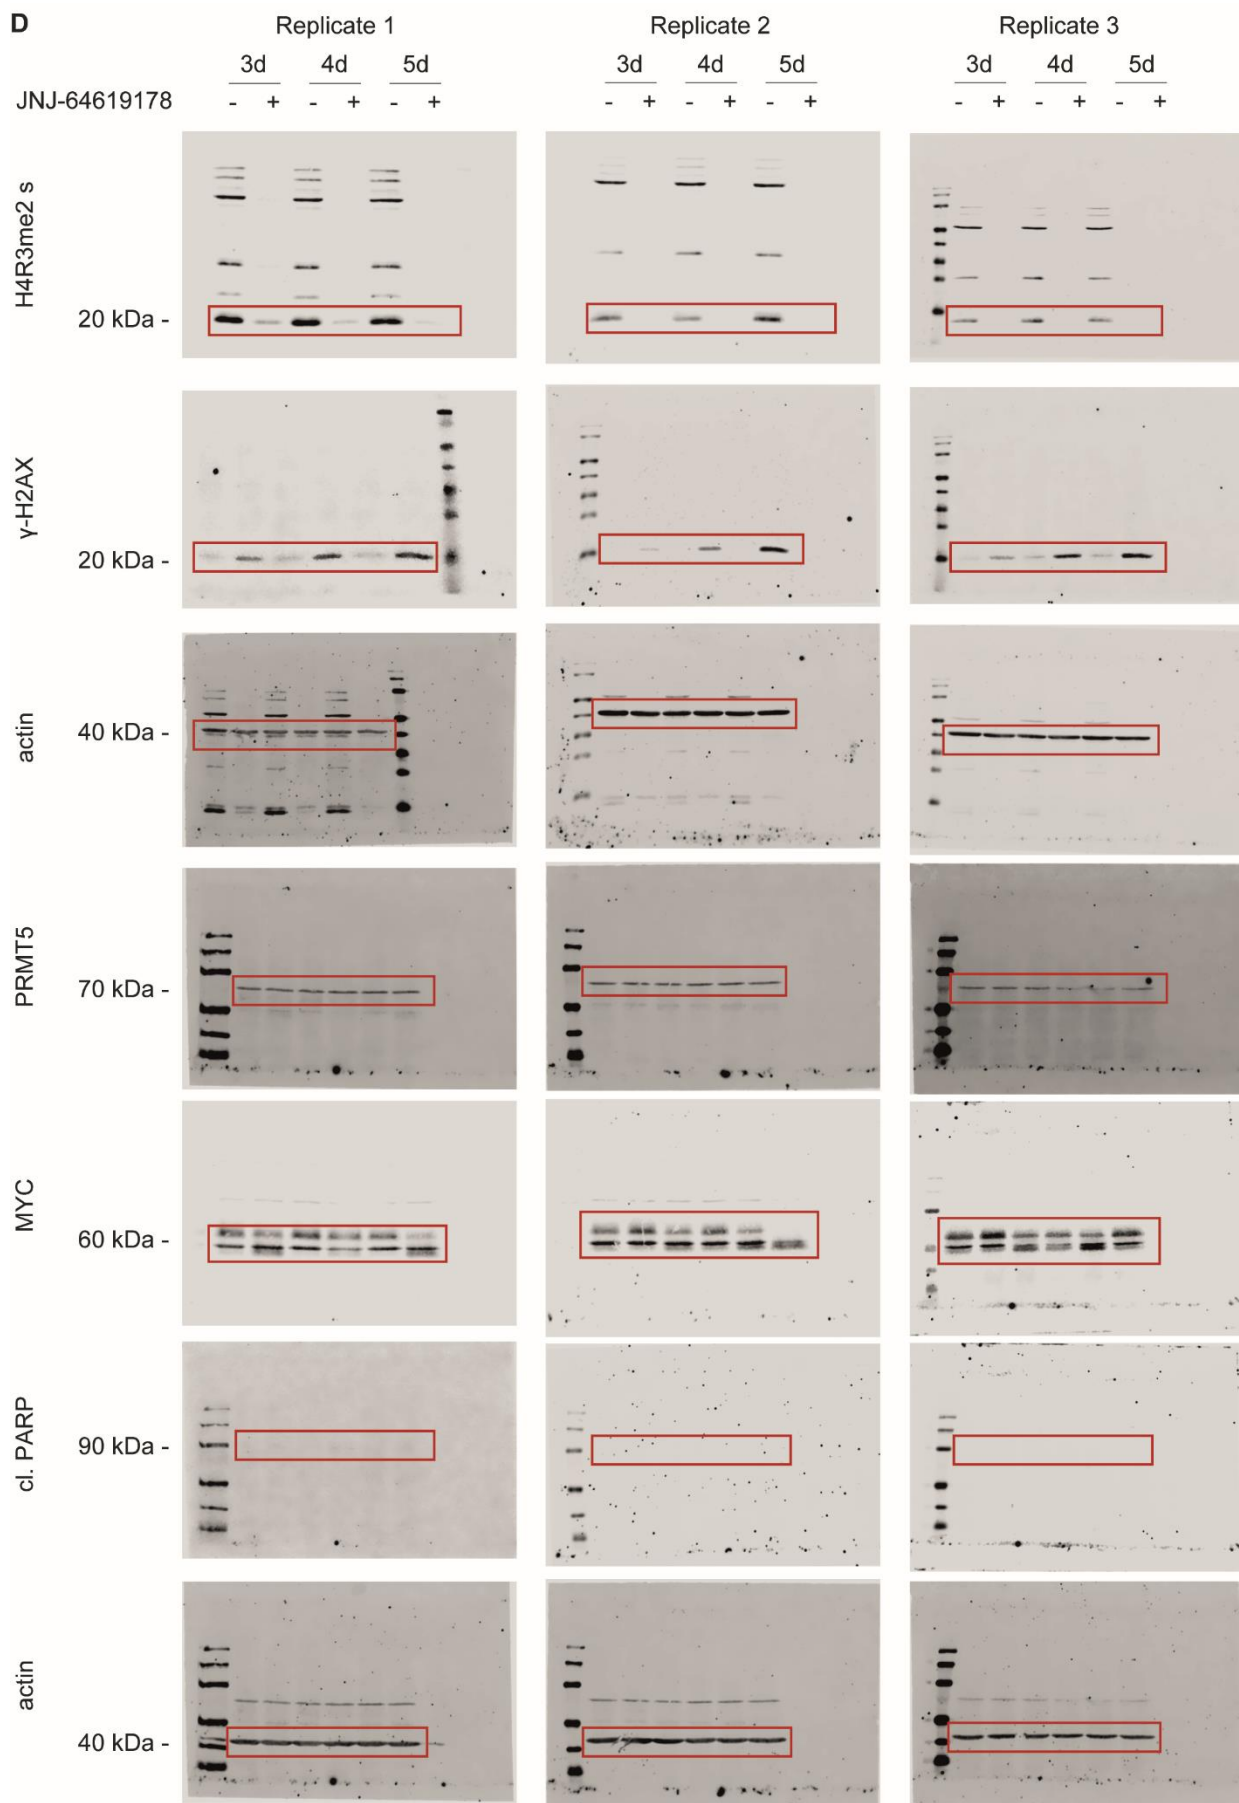 D
Replicate 1 Replicate 2 Replicate 3
3d 4d 5d 3d 4d 5d 3d 4d 5d
JNJ-64619178 - + - + - + - + - + - + - + - + - +
H4R3me2 s
20 kDa -
γ-H2AX
20 kDa -
actin
40 kDa -
PRMT5
70 kDa -
MYC
60 kDa -
cl. PARP
90 kDa -
actin
40 kDa -